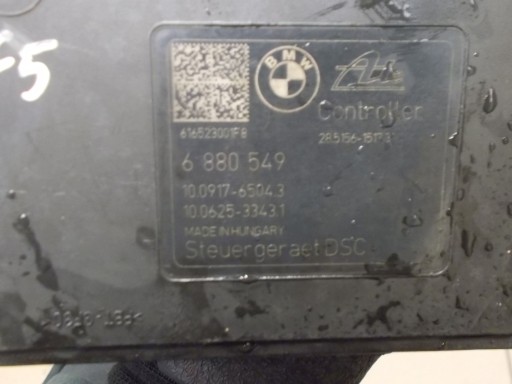 BMW
Ate
Controller
616523001FB
28.5156-1517.3
6 880 549
10.0917-6504.3
10.0625-3343.1
MADE IN HUNGARY
Steuergeraet DSC